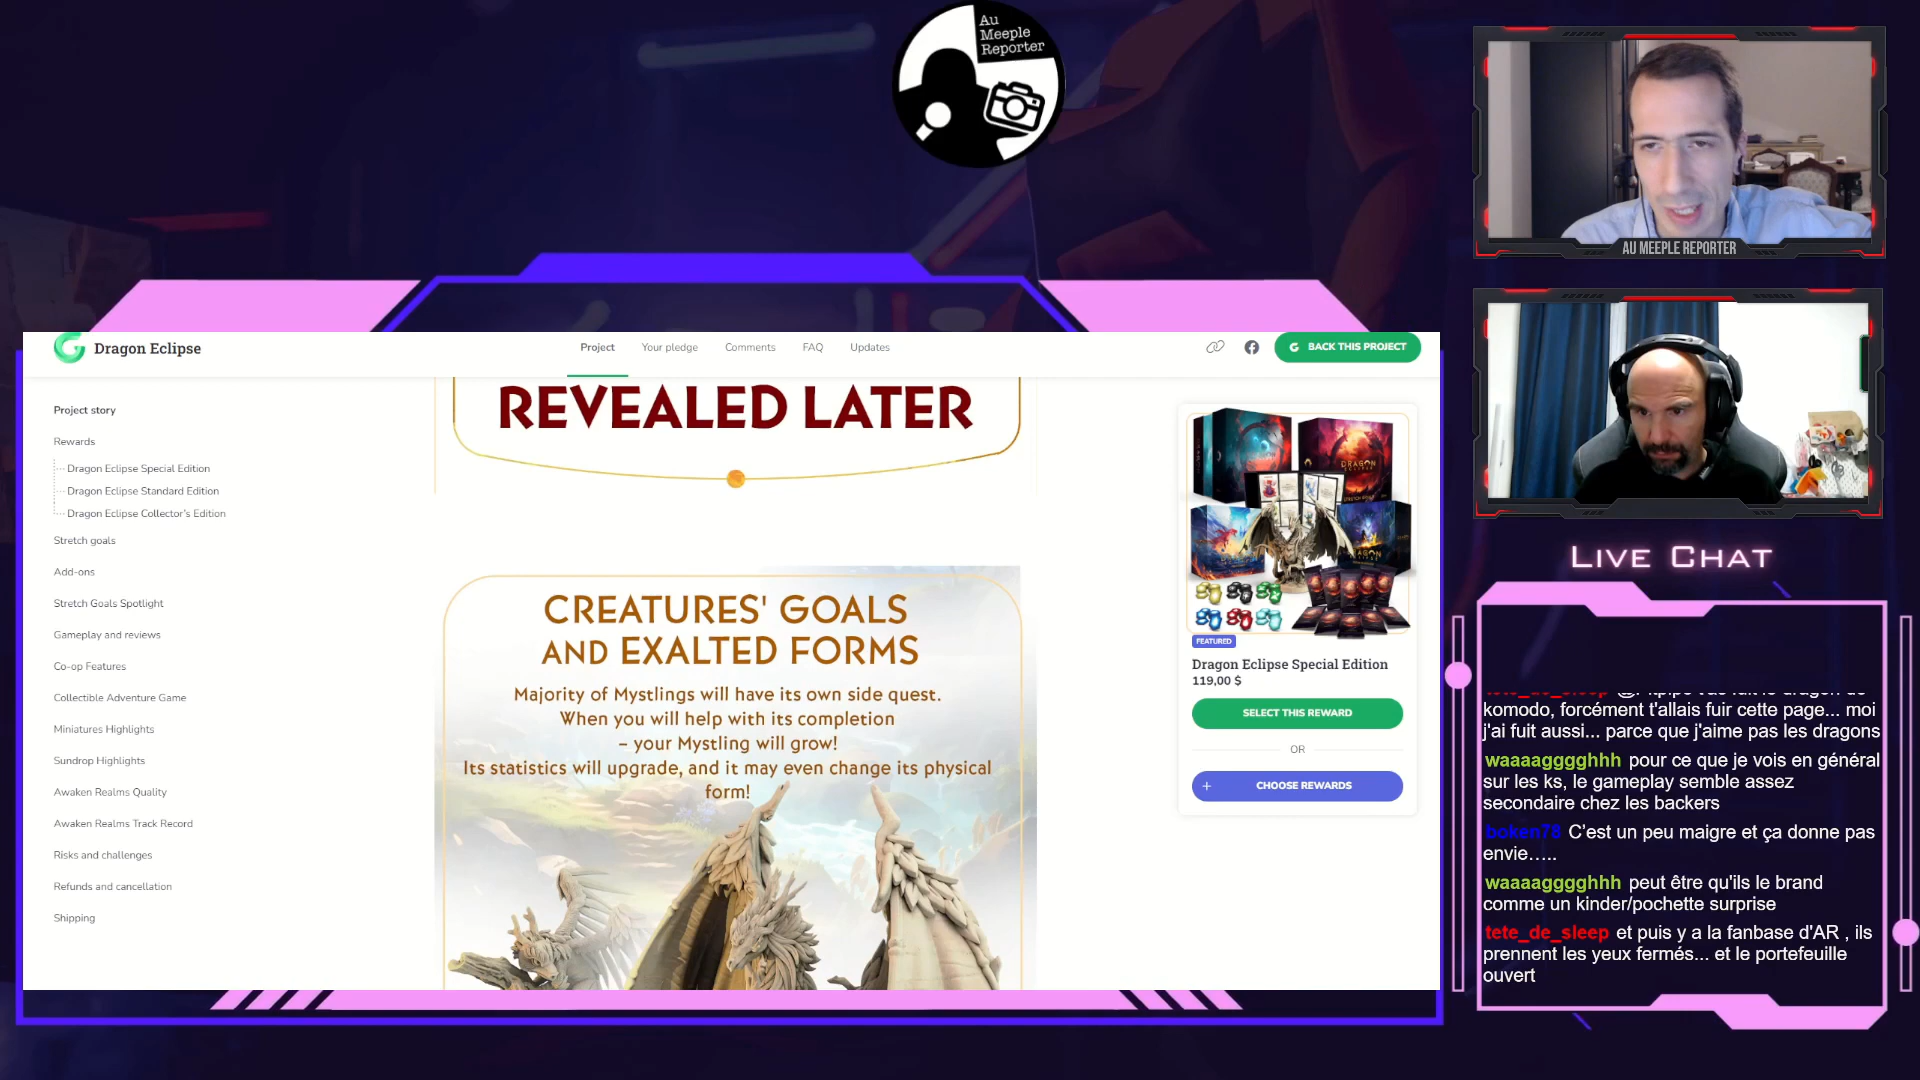 Au
Meeple
Reporter
AU MEEPLE REPORTER
Dragon Eclipse
Project
Your pledge
Comments
FAQ
Updates
BACK THIS PROJECT
Project story
Rewards
Dragon Eclipse Special Edition
Dragon Eclipse Standard Edition
Dragon Eclipse Collector's Edition
Stretch goals
Add-ons
Stretch Goals Spotlight
Gameplay and reviews
Co-op Features
Collectible Adventure Game
Miniatures Highlights
Sundrop Highlights
Awaken Realms Quality
Awaken Realms Track Record
Risks and challenges
Refunds and cancellation
Shipping
REVEALED LATER
CREATURES' GOALS
AND EXALTED FORMS
Majority of Mystlings will have its own side quest.
When you will help with its completion
– your Mystling will grow!
Its statistics will upgrade, and it may even change its physical
form!
DRAGON
FEATURED
Dragon Eclipse Special Edition
119,00 $
SELECT THIS REWARD
OR
+ CHOOSE REWARDS
LIVE CHAT
komodo, forcément t'allais fuir cette page... moi
j'ai fuit aussi... parce que j'aime pas les dragons
waaaagggghhh pour ce que je vois en général
sur les ks, le gameplay semble assez
secondaire chez les backers
boken78 C'est un peu maigre et ça donne pas
envie…..
waaaagggghhh peut être qu'ils le brand
comme un kinder/pochette surprise
tete_de_sleep et puis y a la fanbase d'AR , ils
prennent les yeux fermés... et le portefeuille
ouvert